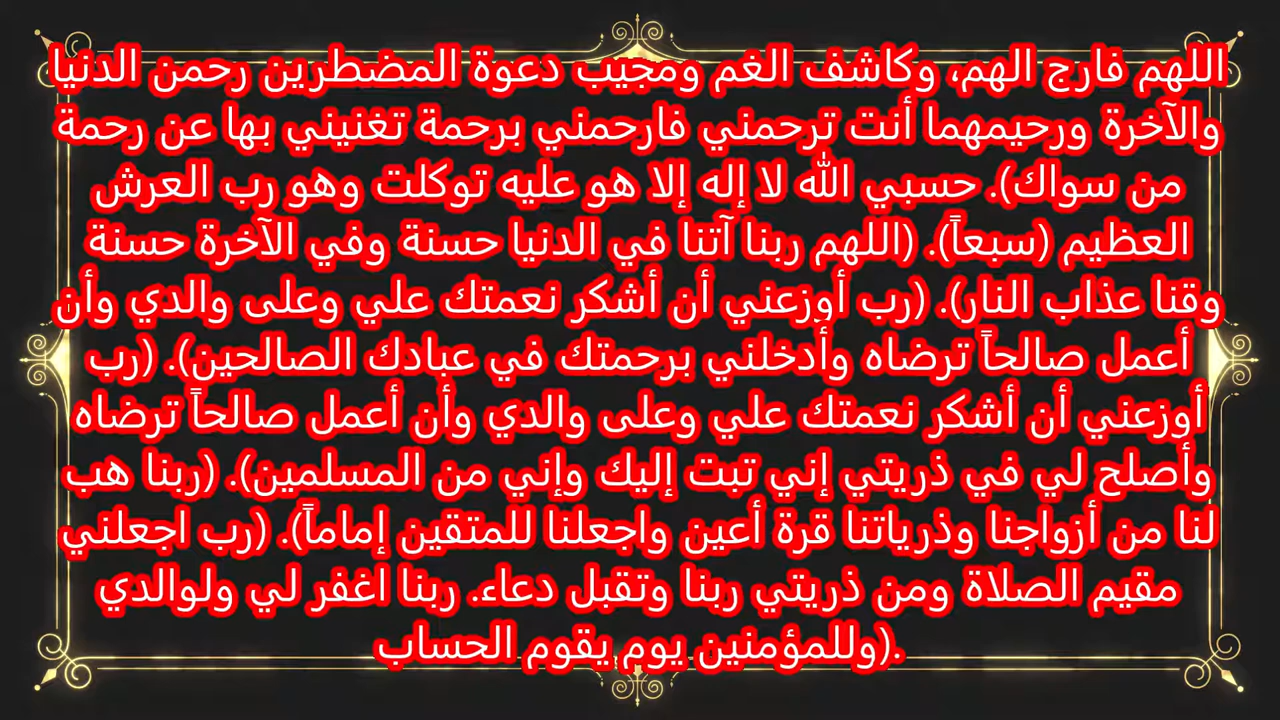 اللهم فارج الهم، وكاشف الغم ومجيب دعوة المضطرين رحمن الدنيا
والآخرة ورحيمهما أنت ترحمني فارحمني برحمة تغنيني بها عن رحمة
من سواك). حسبي الله لا إله إلا هو عليه توكلت وهو رب العرش
العظيم (سبعاً). (اللهم ربنا آتنا في الدنيا حسنة وفي الآخرة حسنة
وقنا عذاب النار). (رب أوزعني أن أشكر نعمتك علي وعلى والدي وأن
أعمل صالحاً ترضاه وأدخلني برحمتك في عبادك الصالحين). (رب
أوزعني أن أشكر نعمتك علي وعلى والدي وأن أعمل صالحاً ترضاه
وأصلح لي في ذريتي إني تبت إليك وإني من المسلمين). (ربنا هب
لنا من أزواجنا وذرياتنا قرة أعين واجعلنا للمتقين إماماً). (رب اجعلني
مقيم الصلاة ومن ذريتي ربنا وتقبل دعاء. ربنا اغفر لي ولوالدي
.(وللمؤمنين يوم يقوم الحساب